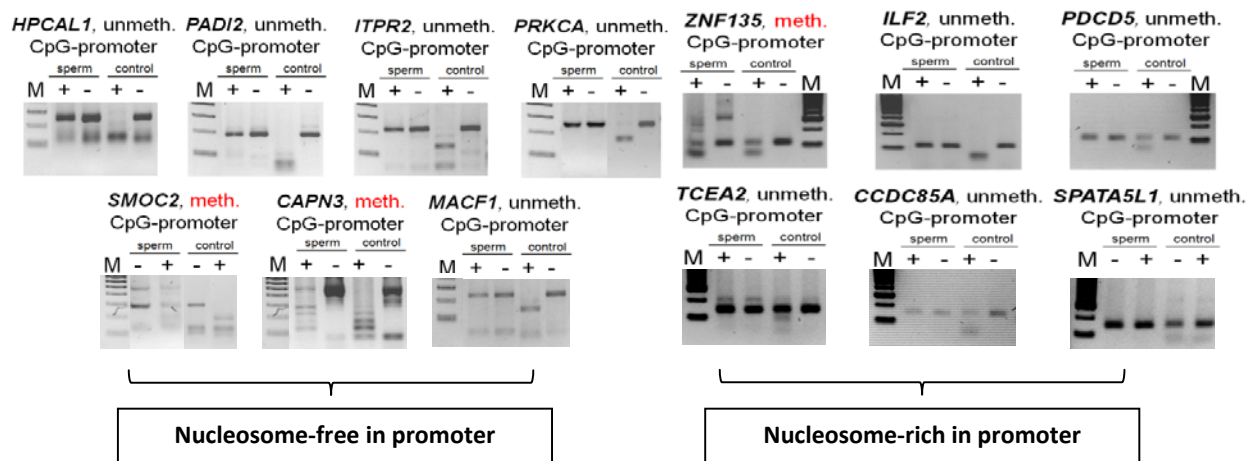 HPCAL1, unmeth.
CpG-promoter
sperm control
M + - + -
PADI2, unmeth.
CpG-promoter
sperm control
M + - + -
ITPR2, unmeth.
CpG-promoter
sperm control
M + - + -
PRKCA, unmeth.
CpG-promoter
sperm control
M + - + -
ZNF135, meth.
CpG-promoter
sperm control
+ - + - M
ILF2, unmeth.
CpG-promoter
sperm control
M + - + -
PDCD5, unmeth.
CpG-promoter
sperm control
+ - + - M
SMOC2, meth.
CpG-promoter
sperm control
M - + - +
CAPN3, meth.
CpG-promoter
sperm control
M + - + -
MACF1, unmeth.
CpG-promoter
sperm control
M + - + -
TCEA2, unmeth.
CpG-promoter
sperm control
M + - + -
CCDC85A, unmeth.
CpG-promoter
sperm control
M + - + -
SPATA5L1, unmeth.
CpG-promoter
sperm control
M - + - +
Nucleosome-free in promoter
Nucleosome-rich in promoter